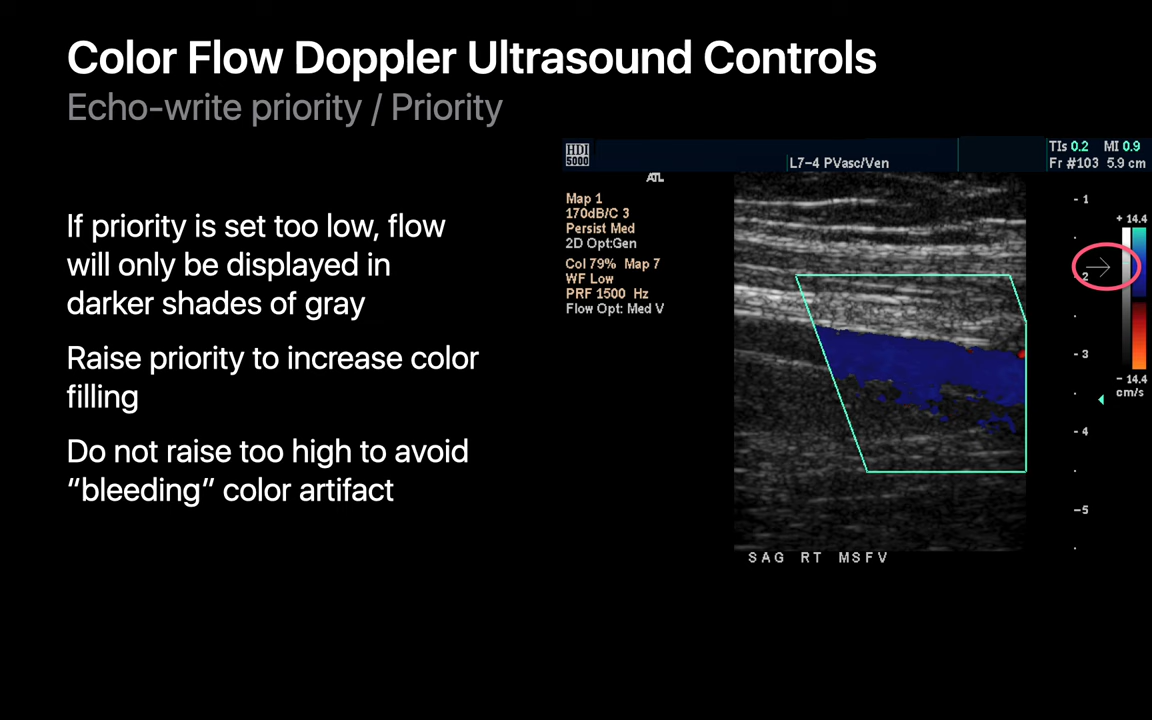 Color Flow Doppler Ultrasound Controls
Echo-write priority / Priority
If priority is set too low, flow
will only be displayed in
darker shades of gray
Raise priority to increase color
filling
Do not raise too high to avoid
“bleeding” color artifact
HDI
5000
ATL
L7-4 PVasc/Ven
TIs 0.2 MI 0.9
Fr #103 5.9 cm
Map 1
170dB/C 3
Persist Med
2D Opt:Gen
Col 79% Map 7
WF Low
PRF 1500 Hz
Flow Opt: Med V
1
2
3
4
5
+ 14.4
- 14.4
cm/s
SAG RT MSFV